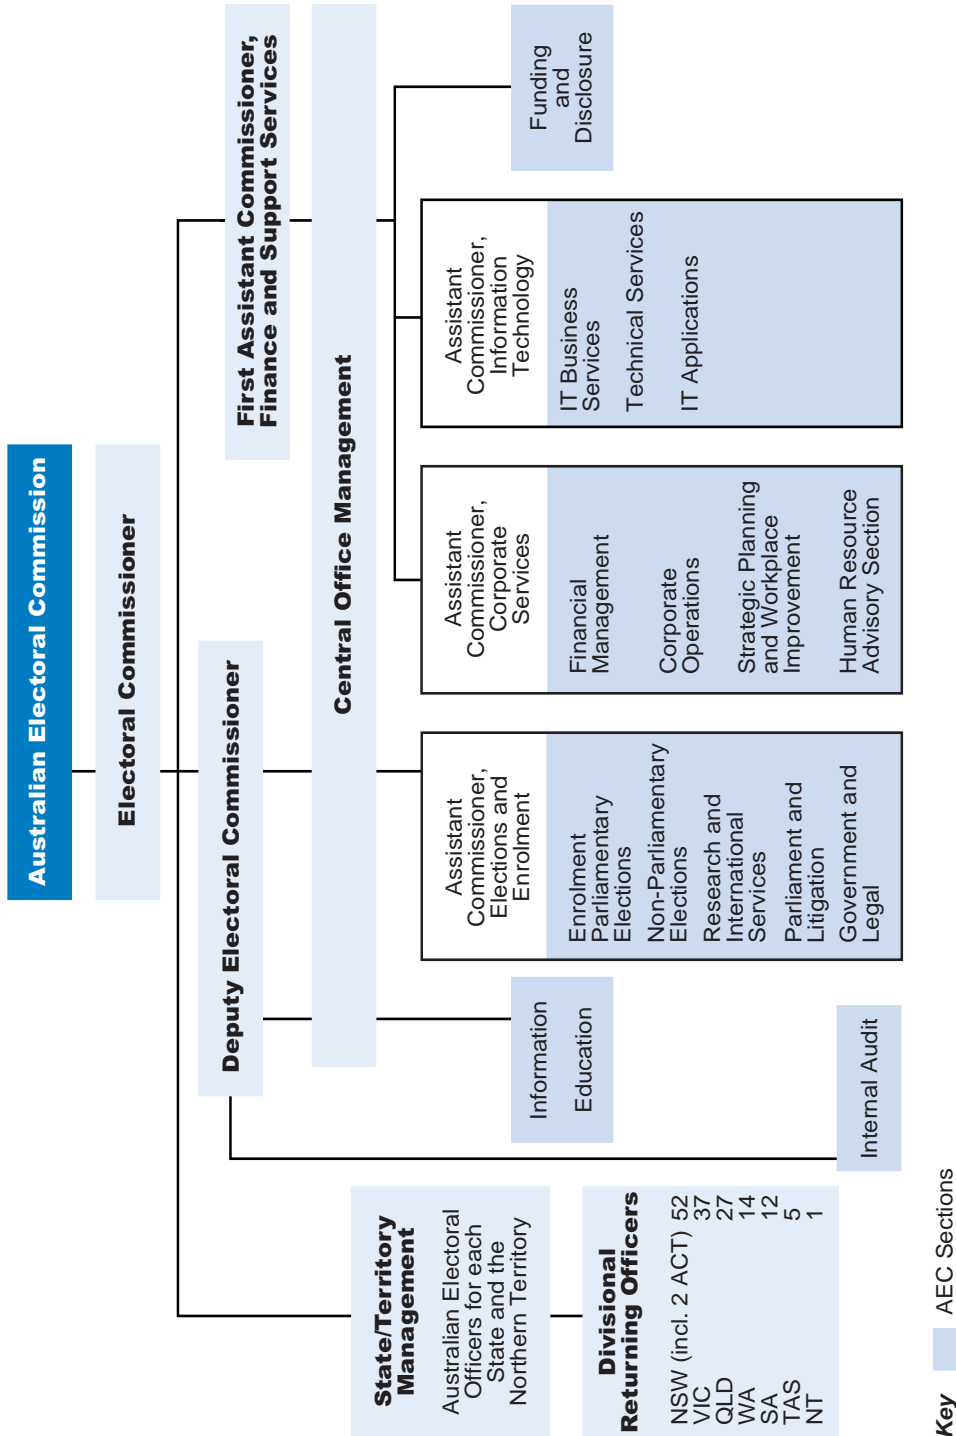 Australian Electoral Commission
Electoral Commissioner
Deputy Electoral Commissioner
First Assistant Commissioner,
Finance and Support Services
Central Office Management
State/Territory
Management
Australian Electoral
Officers for each
State and the
Northern Territory
Divisional
Returning Officers
NSW (incl. 2 ACT) 52
VIC 37
QLD 27
WA 14
SA 12
TAS 5
NT 1
Internal Audit
Information
Education
Assistant
Commissioner,
Elections and
Enrolment
Enrolment
Parliamentary
Elections
Non-Parliamentary
Elections
Research and
International
Services
Parliament and
Litigation
Government and
Legal
Assistant
Commissioner,
Corporate
Services
Financial
Management
Corporate
Operations
Strategic Planning
and Workplace
Improvement
Human Resource
Advisory Section
Assistant
Commissioner,
Information
Technology
IT Business
Services
Technical Services
IT Applications
Funding
and
Disclosure
Key AEC Sections